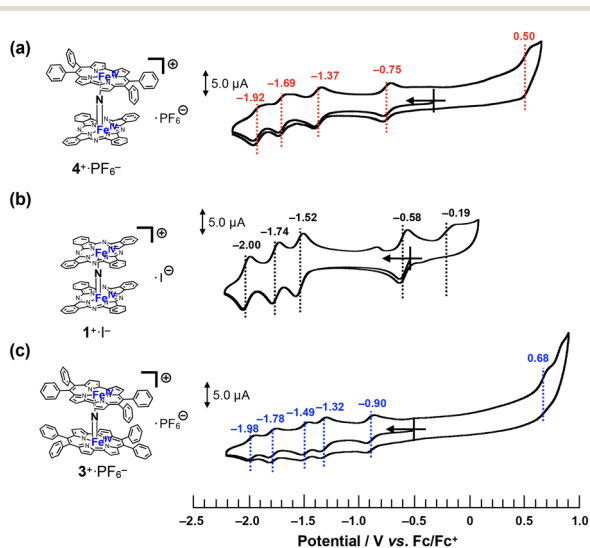 (a)
Fe IV
N
Fe IV
⊕
· PF6⊖
4+·PF6−
5.0 μA
−1.92
−1.69
−1.37
−0.75
0.50
(b)
Fe IV
N
Fe IV
⊕
· I⊖
1+·I−
5.0 μA
−2.00
−1.74
−1.52
−0.58
−0.19
(c)
Fe IV
N
Fe IV
⊕
· PF6⊖
3+·PF6−
5.0 μA
−1.98
−1.78
−1.49
−1.32
−0.90
0.68
−2.5 −2.0 −1.5 −1.0 −0.5 0 0.5 1.0
Potential / V vs. Fc/Fc+